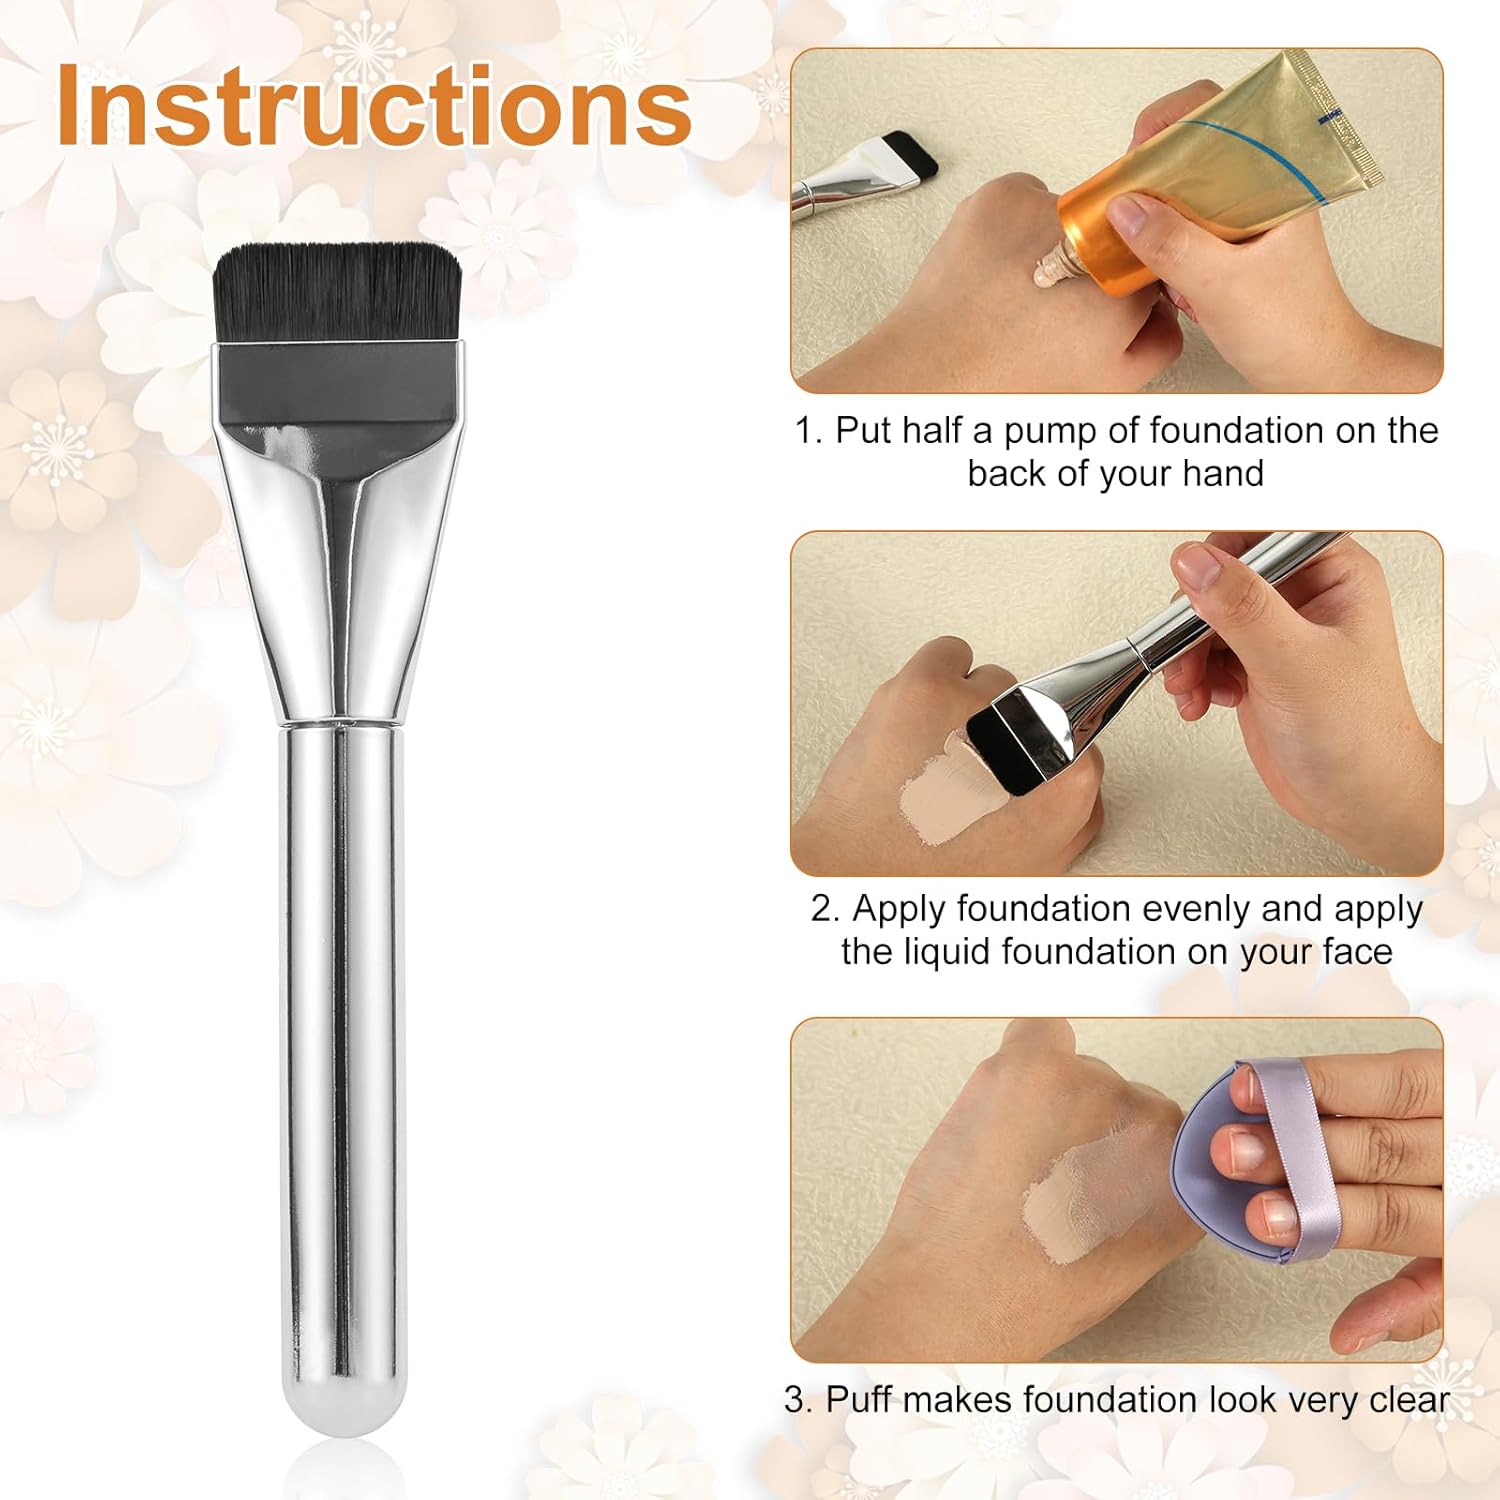 Instructions
1. Put half a pump of foundation on the
back of your hand
2. Apply foundation evenly and apply
the liquid foundation on your face
3. Puff makes foundation look very clear